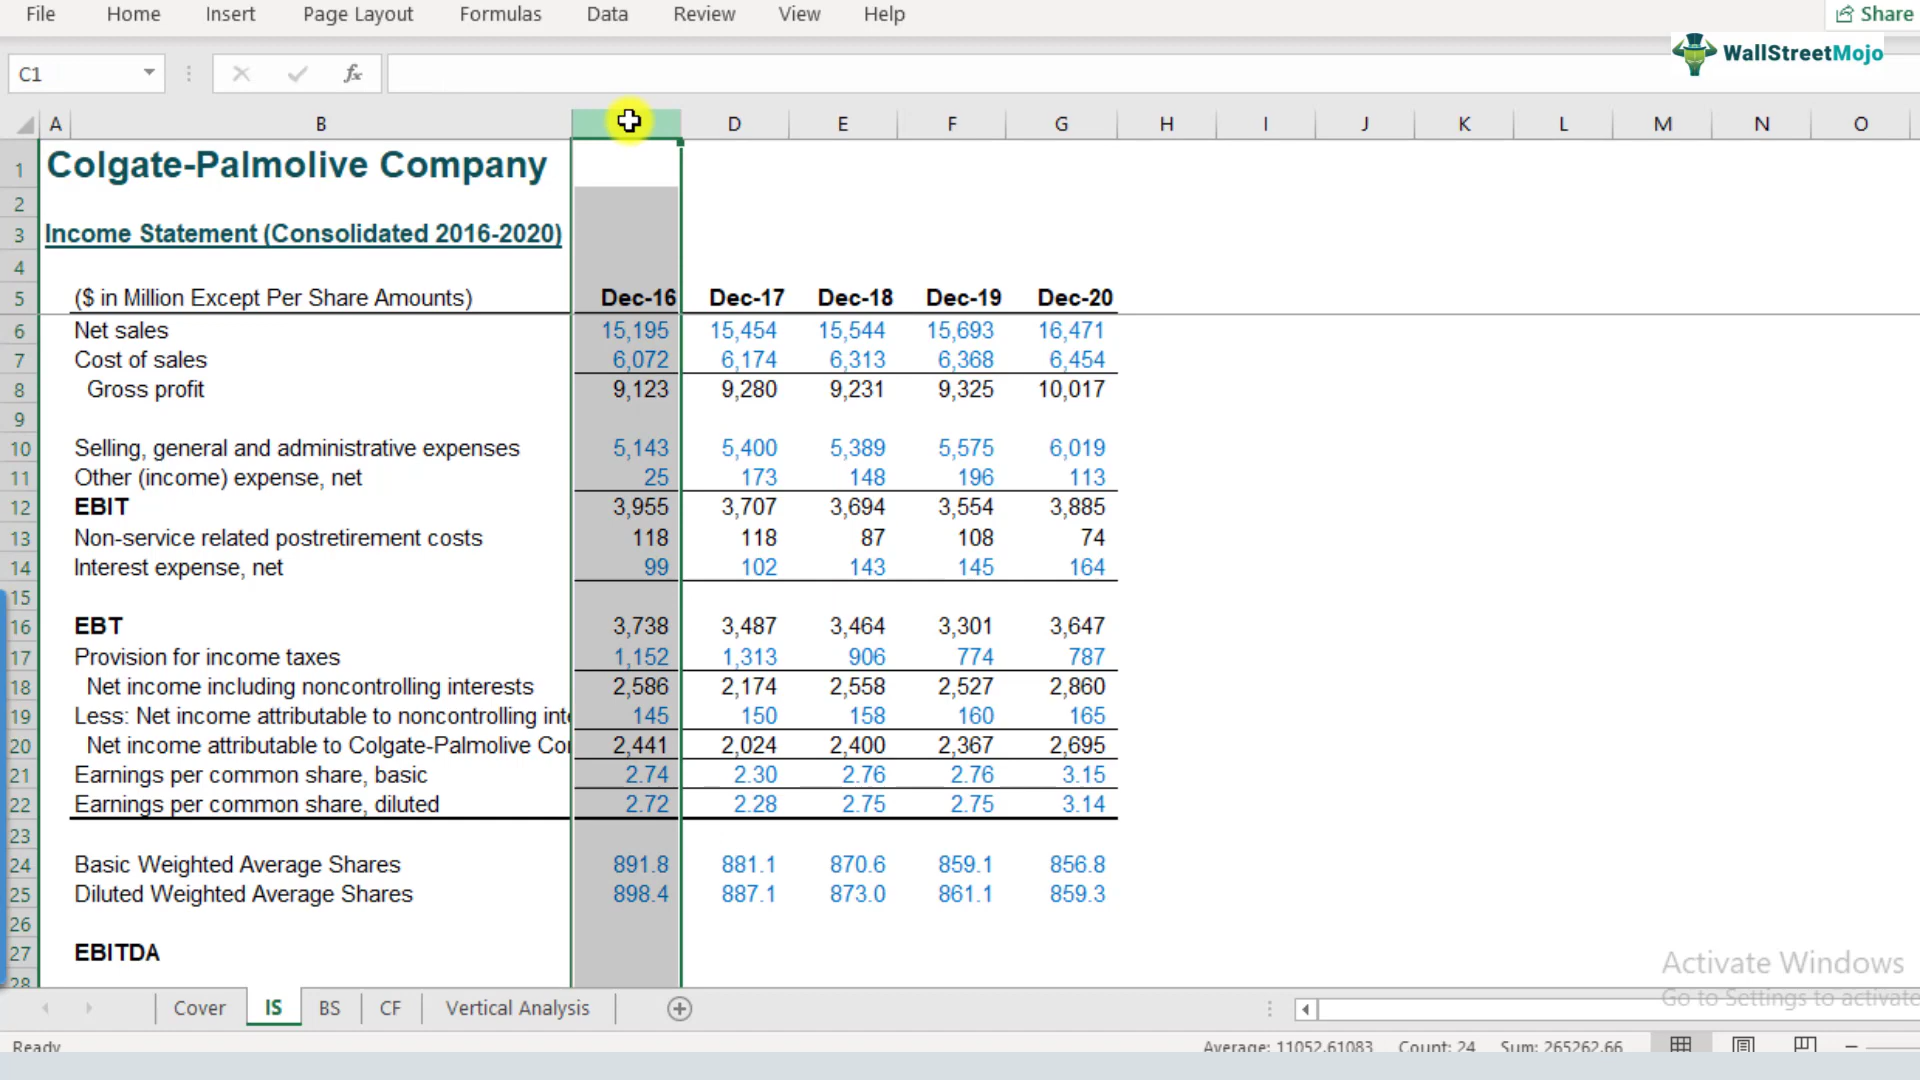 File Home Insert Page Layout Formulas Data Review View Help Share
WallStreetMojo
C1 fx
A B D E F G H I J K L M N O
1 Colgate-Palmolive Company
2
3 Income Statement (Consolidated 2016-2020)
4
5 ($ in Million Except Per Share Amounts) Dec-16 Dec-17 Dec-18 Dec-19 Dec-20
6 Net sales 15,195 15,454 15,544 15,693 16,471
7 Cost of sales 6,072 6,174 6,313 6,368 6,454
8 Gross profit 9,123 9,280 9,231 9,325 10,017
9
10 Selling, general and administrative expenses 5,143 5,400 5,389 5,575 6,019
11 Other (income) expense, net 25 173 148 196 113
12 EBIT 3,955 3,707 3,694 3,554 3,885
13 Non-service related postretirement costs 118 118 87 108 74
14 Interest expense, net 99 102 143 145 164
15
16 EBT 3,738 3,487 3,464 3,301 3,647
17 Provision for income taxes 1,152 1,313 906 774 787
18 Net income including noncontrolling interests 2,586 2,174 2,558 2,527 2,860
19 Less: Net income attributable to noncontrolling inte 145 150 158 160 165
20 Net income attributable to Colgate-Palmolive Co 2,441 2,024 2,400 2,367 2,695
21 Earnings per common share, basic 2.74 2.30 2.76 2.76 3.15
22 Earnings per common share, diluted 2.72 2.28 2.75 2.75 3.14
23
24 Basic Weighted Average Shares 891.8 881.1 870.6 859.1 856.8
25 Diluted Weighted Average Shares 898.4 887.1 873.0 861.1 859.3
26
27 EBITDA
28
Activate Windows
Go to Settings to activate
Cover IS BS CF Vertical Analysis
Ready Average: 11052.61083 Count: 24 Sum: 265262.66